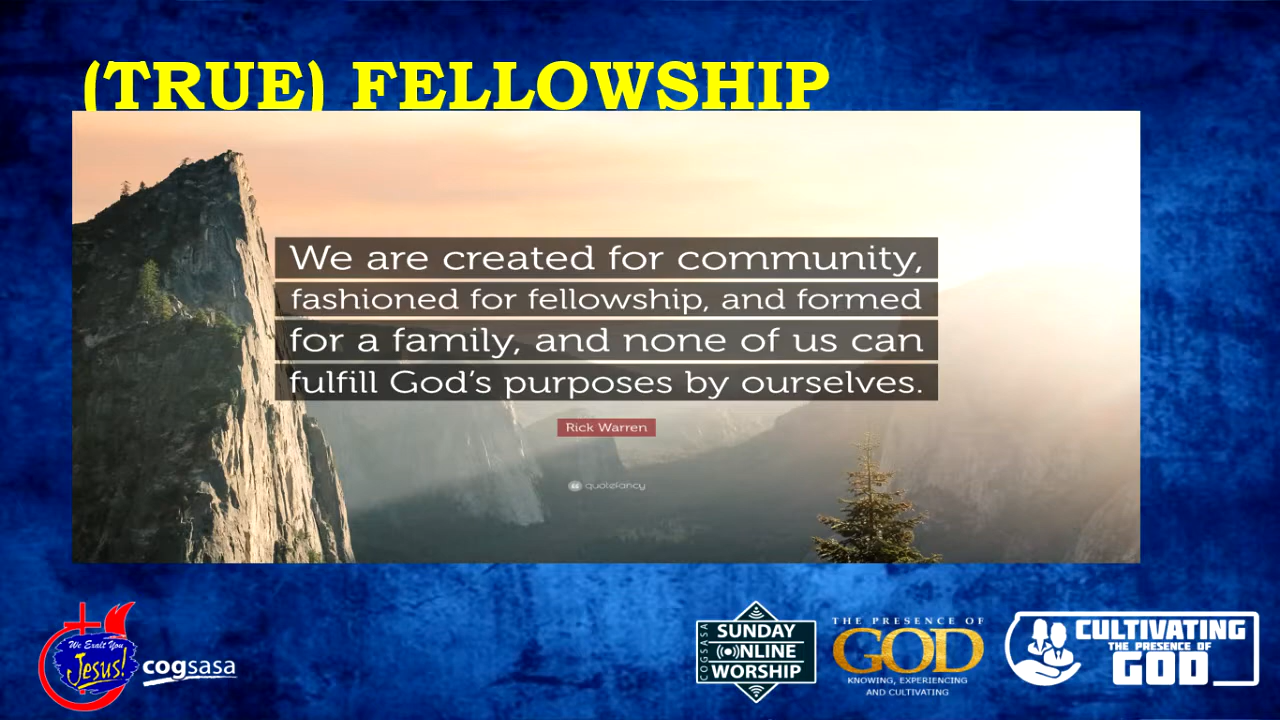 (TRUE) FELLOWSHIP
We are created for community,
fashioned for fellowship, and formed
for a family, and none of us can
fulfill God's purposes by ourselves.
Rick Warren
quotefancy
We Exalt You
Jesus!
cogsasa
COGSASA
SUNDAY
ONLINE
WORSHIP
THE PRESENCE OF
GOD
KNOWING, EXPERIENCING
AND CULTIVATING
CULTIVATING
THE PRESENCE OF
GOD